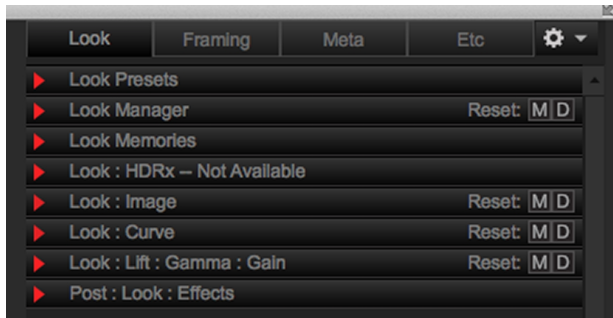 Look Framing Meta Etc
Look Presets
Look Manager Reset: M D
Look Memories
Look : HDRx – Not Available
Look : Image Reset: M D
Look : Curve Reset: M D
Look : Lift : Gamma : Gain Reset: M D
Post : Look : Effects